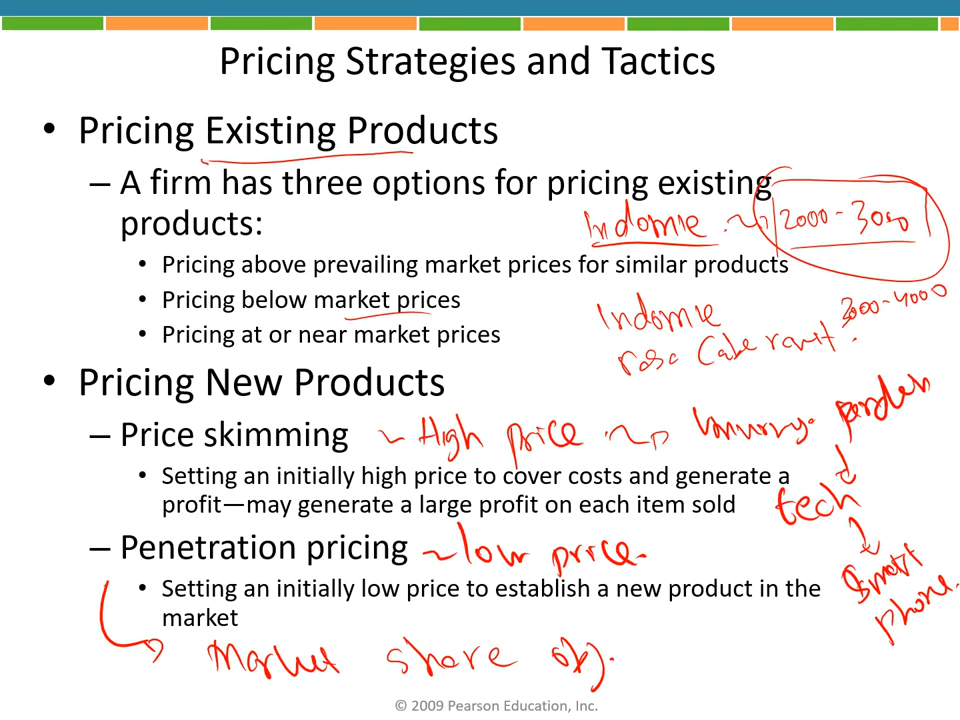 Pricing Strategies and Tactics
• Pricing Existing Products
– A firm has three options for pricing existing
products:
Indomie 2000 - 3000
• Pricing above prevailing market prices for similar products
• Pricing below market prices
• Pricing at or near market prices
Indomie 3000-4000
rasa
• Pricing New Products
– Price skimming ~ High price
• Setting an initially high price to cover costs and generate a
profit—may generate a large profit on each item sold
tech
– Penetration pricing ~ low price.
• Setting an initially low price to establish a new product in the
market
Smart
phone.
Market share obj.
© 2009 Pearson Education, Inc.